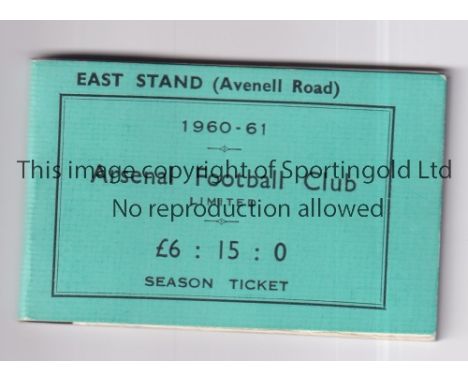 EAST STAND (Avenell Road)
1960-61
This image copyright of Sportingold Ltd
Arsenal Football Club
No reproduction allowed
LIMITED
£6 : 15 : 0
SEASON TICKET